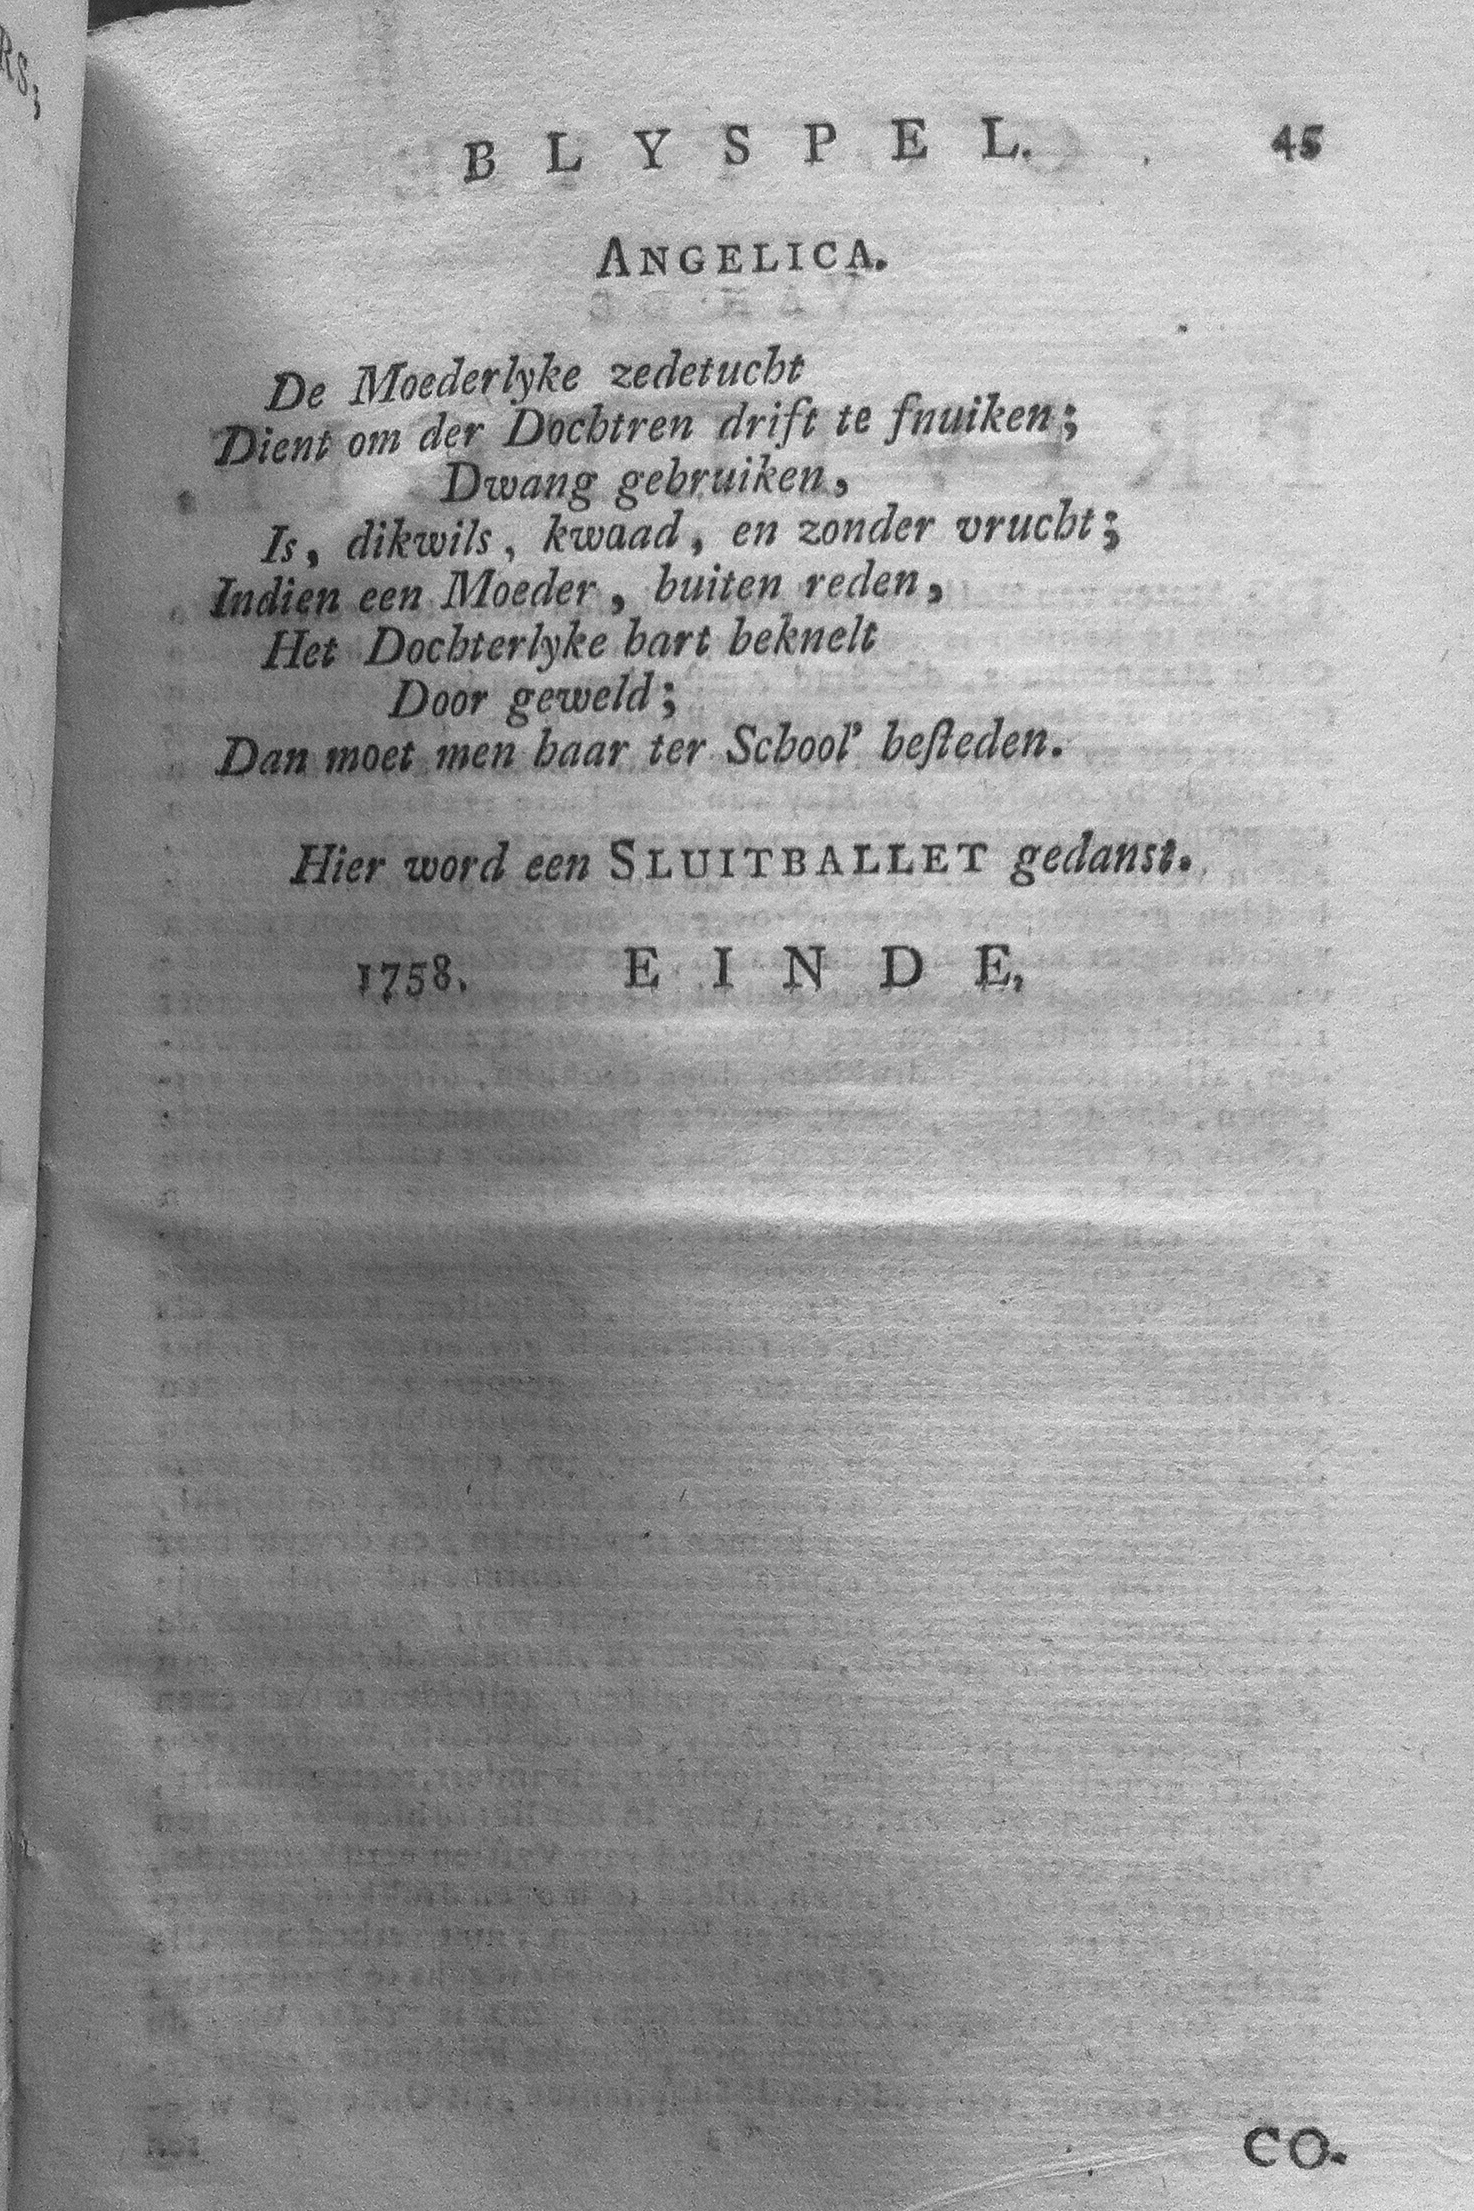 RS;
BLYSPEL. 45
ANGELICA.
De Moederlyke zedetucht
Dient om der Dochtren drift te ſnuiken;
Dwang gebruiken,
Is, dikwils, kwaad, en zonder vrucht;
Indien een Moeder, buiten reden,
Het Dochterlyke hart beknelt
Door geweld;
Dan moet men haar ter School' beſteden.
Hier word een SLUITBALLET gedanst.
1758. EINDE,
CO.